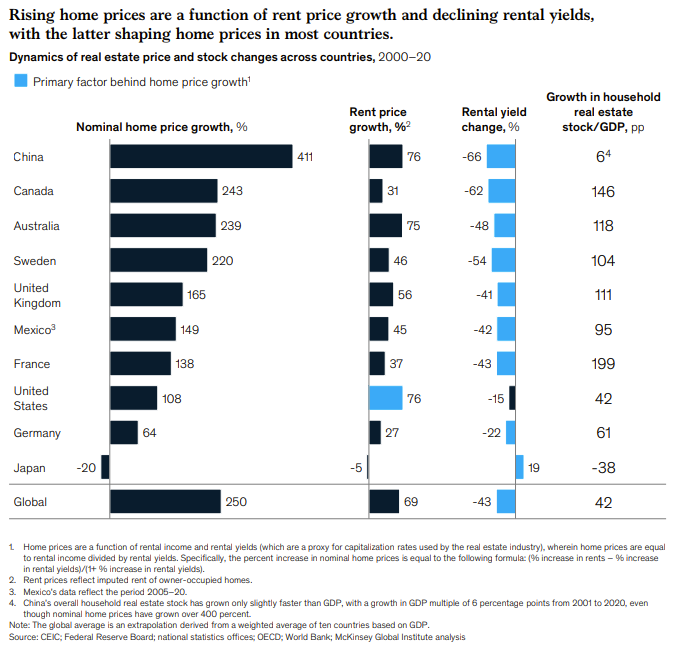 Rising home prices are a function of rent price growth and declining rental yields,
with the latter shaping home prices in most countries.
Dynamics of real estate price and stock changes across countries, 2000–20
Primary factor behind home price growth¹
Nominal home price growth, %
Rent price
growth, %²
Rental yield
change, %
Growth in household
real estate
stock/GDP, pp
China 411 76 -66 6⁴
Canada 243 31 -62 146
Australia 239 75 -48 118
Sweden 220 46 -54 104
United
Kingdom 165 56 -41 111
Mexico³ 149 45 -42 95
France 138 37 -43 199
United
States 108 76 -15 42
Germany 64 27 -22 61
Japan -20 -5 19 -38
Global 250 69 -43 42
1. Home prices are a function of rental income and rental yields (which are a proxy for capitalization rates used by the real estate industry), wherein home prices are equal
to rental income divided by rental yields. Specifically, the percent increase in nominal home prices is equal to the following formula: (% increase in rents – % increase
in rental yields)/(1+ % increase in rental yields).
2. Rent prices reflect imputed rent of owner-occupied homes.
3. Mexico's data reflect the period 2005–20.
4. China's overall household real estate stock has grown only slightly faster than GDP, with a growth in GDP multiple of 6 percentage points from 2001 to 2020, even
though nominal home prices have grown over 400 percent.
Note: The global average is an extrapolation derived from a weighted average of ten countries based on GDP.
Source: CEIC; Federal Reserve Board; national statistics offices; OECD; World Bank; McKinsey Global Institute analysis